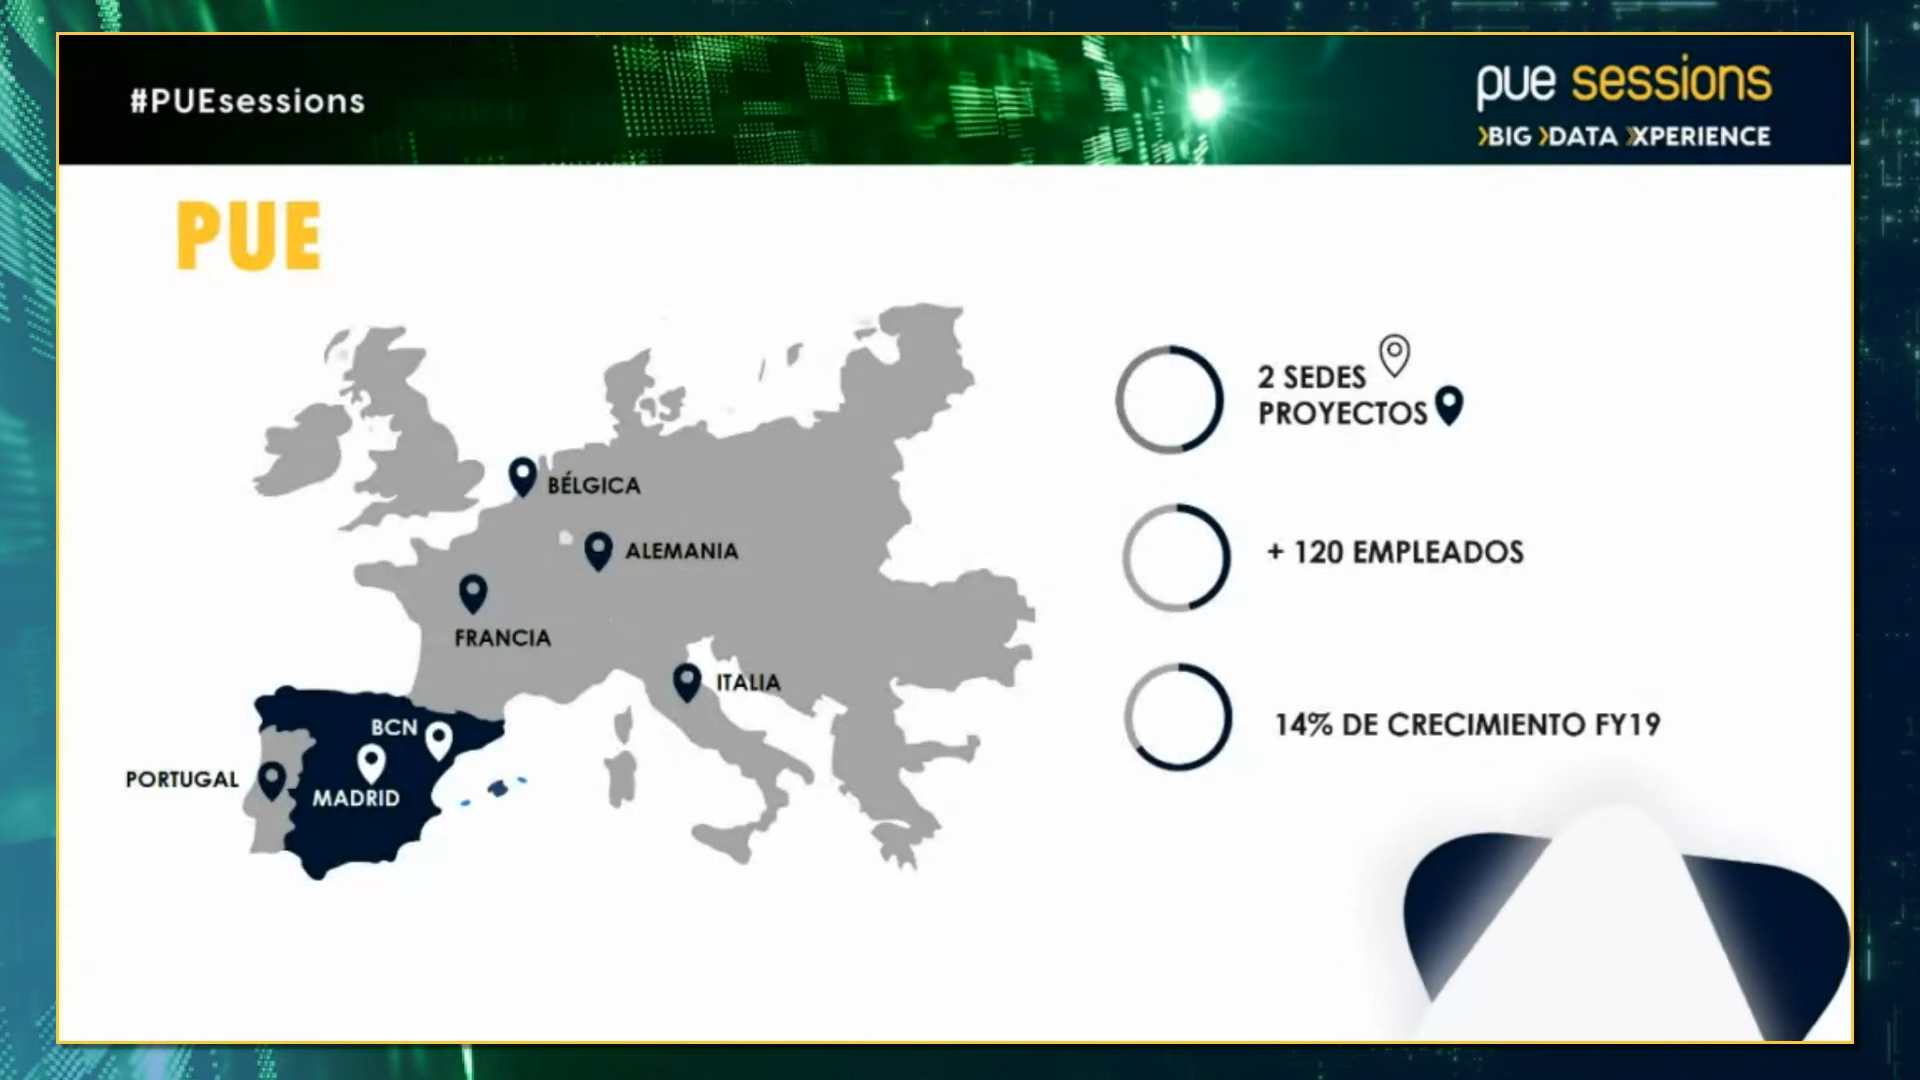 #PUEsessions
pue sessions
BIG DATA XPERIENCE
PUE
2 SEDES
PROYECTOS
BÉLGICA
+ 120 EMPLEADOS
ALEMANIA
FRANCIA
ITALIA
14% DE CRECIMIENTO FY19
BCN
PORTUGAL
MADRID